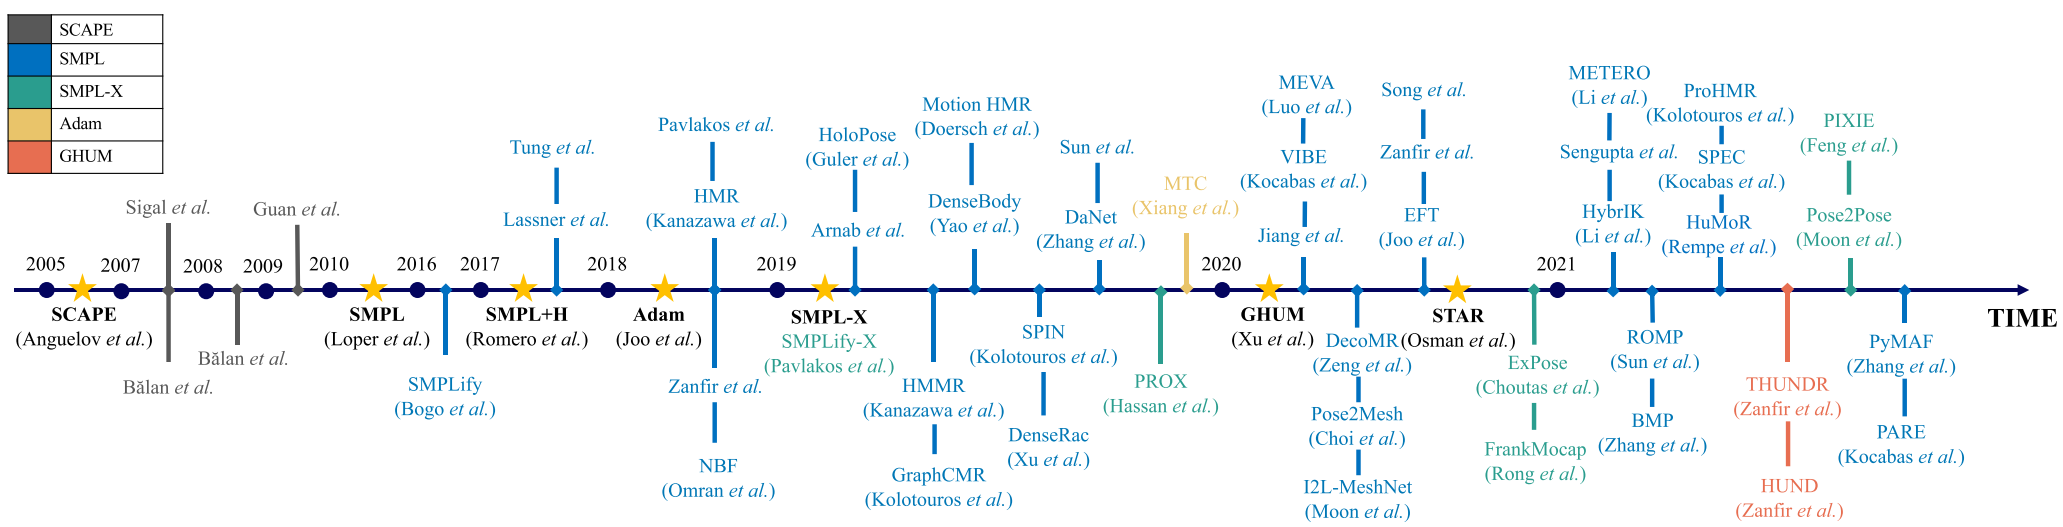 SCAPE
SMPL
SMPL-X
Adam
GHUM
2005
2007
2008
2009
2010
2016
2017
2018
2019
2020
2021
TIME
SCAPE
(Anguelov et al.)
Sigal et al.
Bălan et al.
Bălan et al.
Guan et al.
SMPL
(Loper et al.)
SMPLify
(Bogo et al.)
SMPL+H
(Romero et al.)
Tung et al.
Lassner et al.
Adam
(Joo et al.)
Pavlakos et al.
HMR
(Kanazawa et al.)
Zanfir et al.
NBF
(Omran et al.)
SMPL-X
SMPLify-X
(Pavlakos et al.)
HoloPose
(Guler et al.)
Arnab et al.
HMMR
(Kanazawa et al.)
GraphCMR
(Kolotouros et al.)
Motion HMR
(Doersch et al.)
DenseBody
(Yao et al.)
SPIN
(Kolotouros et al.)
DenseRac
(Xu et al.)
Sun et al.
DaNet
(Zhang et al.)
PROX
(Hassan et al.)
MTC
(Xiang et al.)
GHUM
(Xu et al.)
MEVA
(Luo et al.)
VIBE
(Kocabas et al.)
Jiang et al.
DecoMR
(Zeng et al.)
Pose2Mesh
(Choi et al.)
I2L-MeshNet
(Moon et al.)
Song et al.
Zanfir et al.
EFT
(Joo et al.)
STAR
(Osman et al.)
ExPose
(Choutas et al.)
FrankMocap
(Rong et al.)
METERO
(Li et al.)
Sengupta et al.
HybrIK
(Li et al.)
ROMP
(Sun et al.)
BMP
(Zhang et al.)
ProHMR
(Kolotouros et al.)
SPEC
(Kocabas et al.)
HuMoR
(Rempe et al.)
THUNDR
(Zanfir et al.)
HUND
(Zanfir et al.)
PIXIE
(Feng et al.)
Pose2Pose
(Moon et al.)
PyMAF
(Zhang et al.)
PARE
(Kocabas et al.)